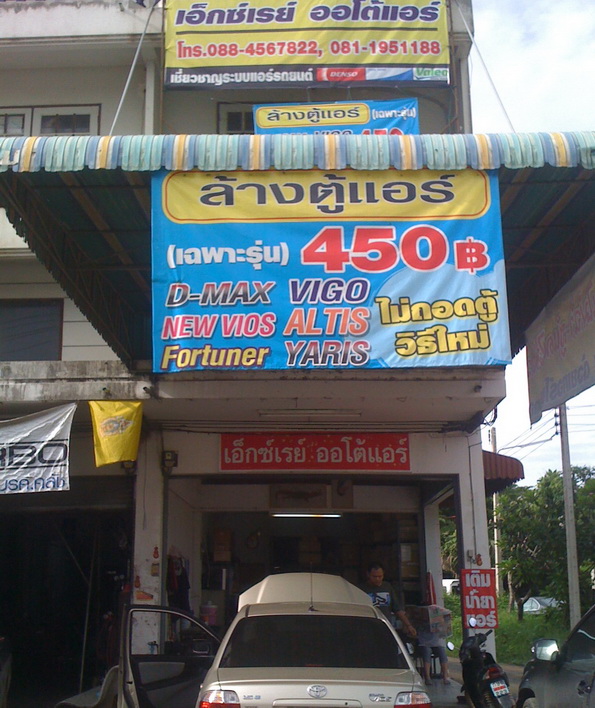 เอ็กซ์เรย์ ออโต้แอร์
โทร.088-4567822, 081-1951188
เชี่ยวชาญระบบแอร์รถยนต์ DENSO Valeo
ล้างตู้แอร์ (เฉพาะรุ่น)
VIGO 450
ล้างตู้แอร์
(เฉพาะรุ่น) 450฿
D-MAX VIGO
NEW VIOS ALTIS ไม่ถอดตู้
Fortuner YARIS วิธีใหม่
RBO
เอ็กซ์เรย์ ออโต้แอร์
เติม
น้ำยา
แอร์